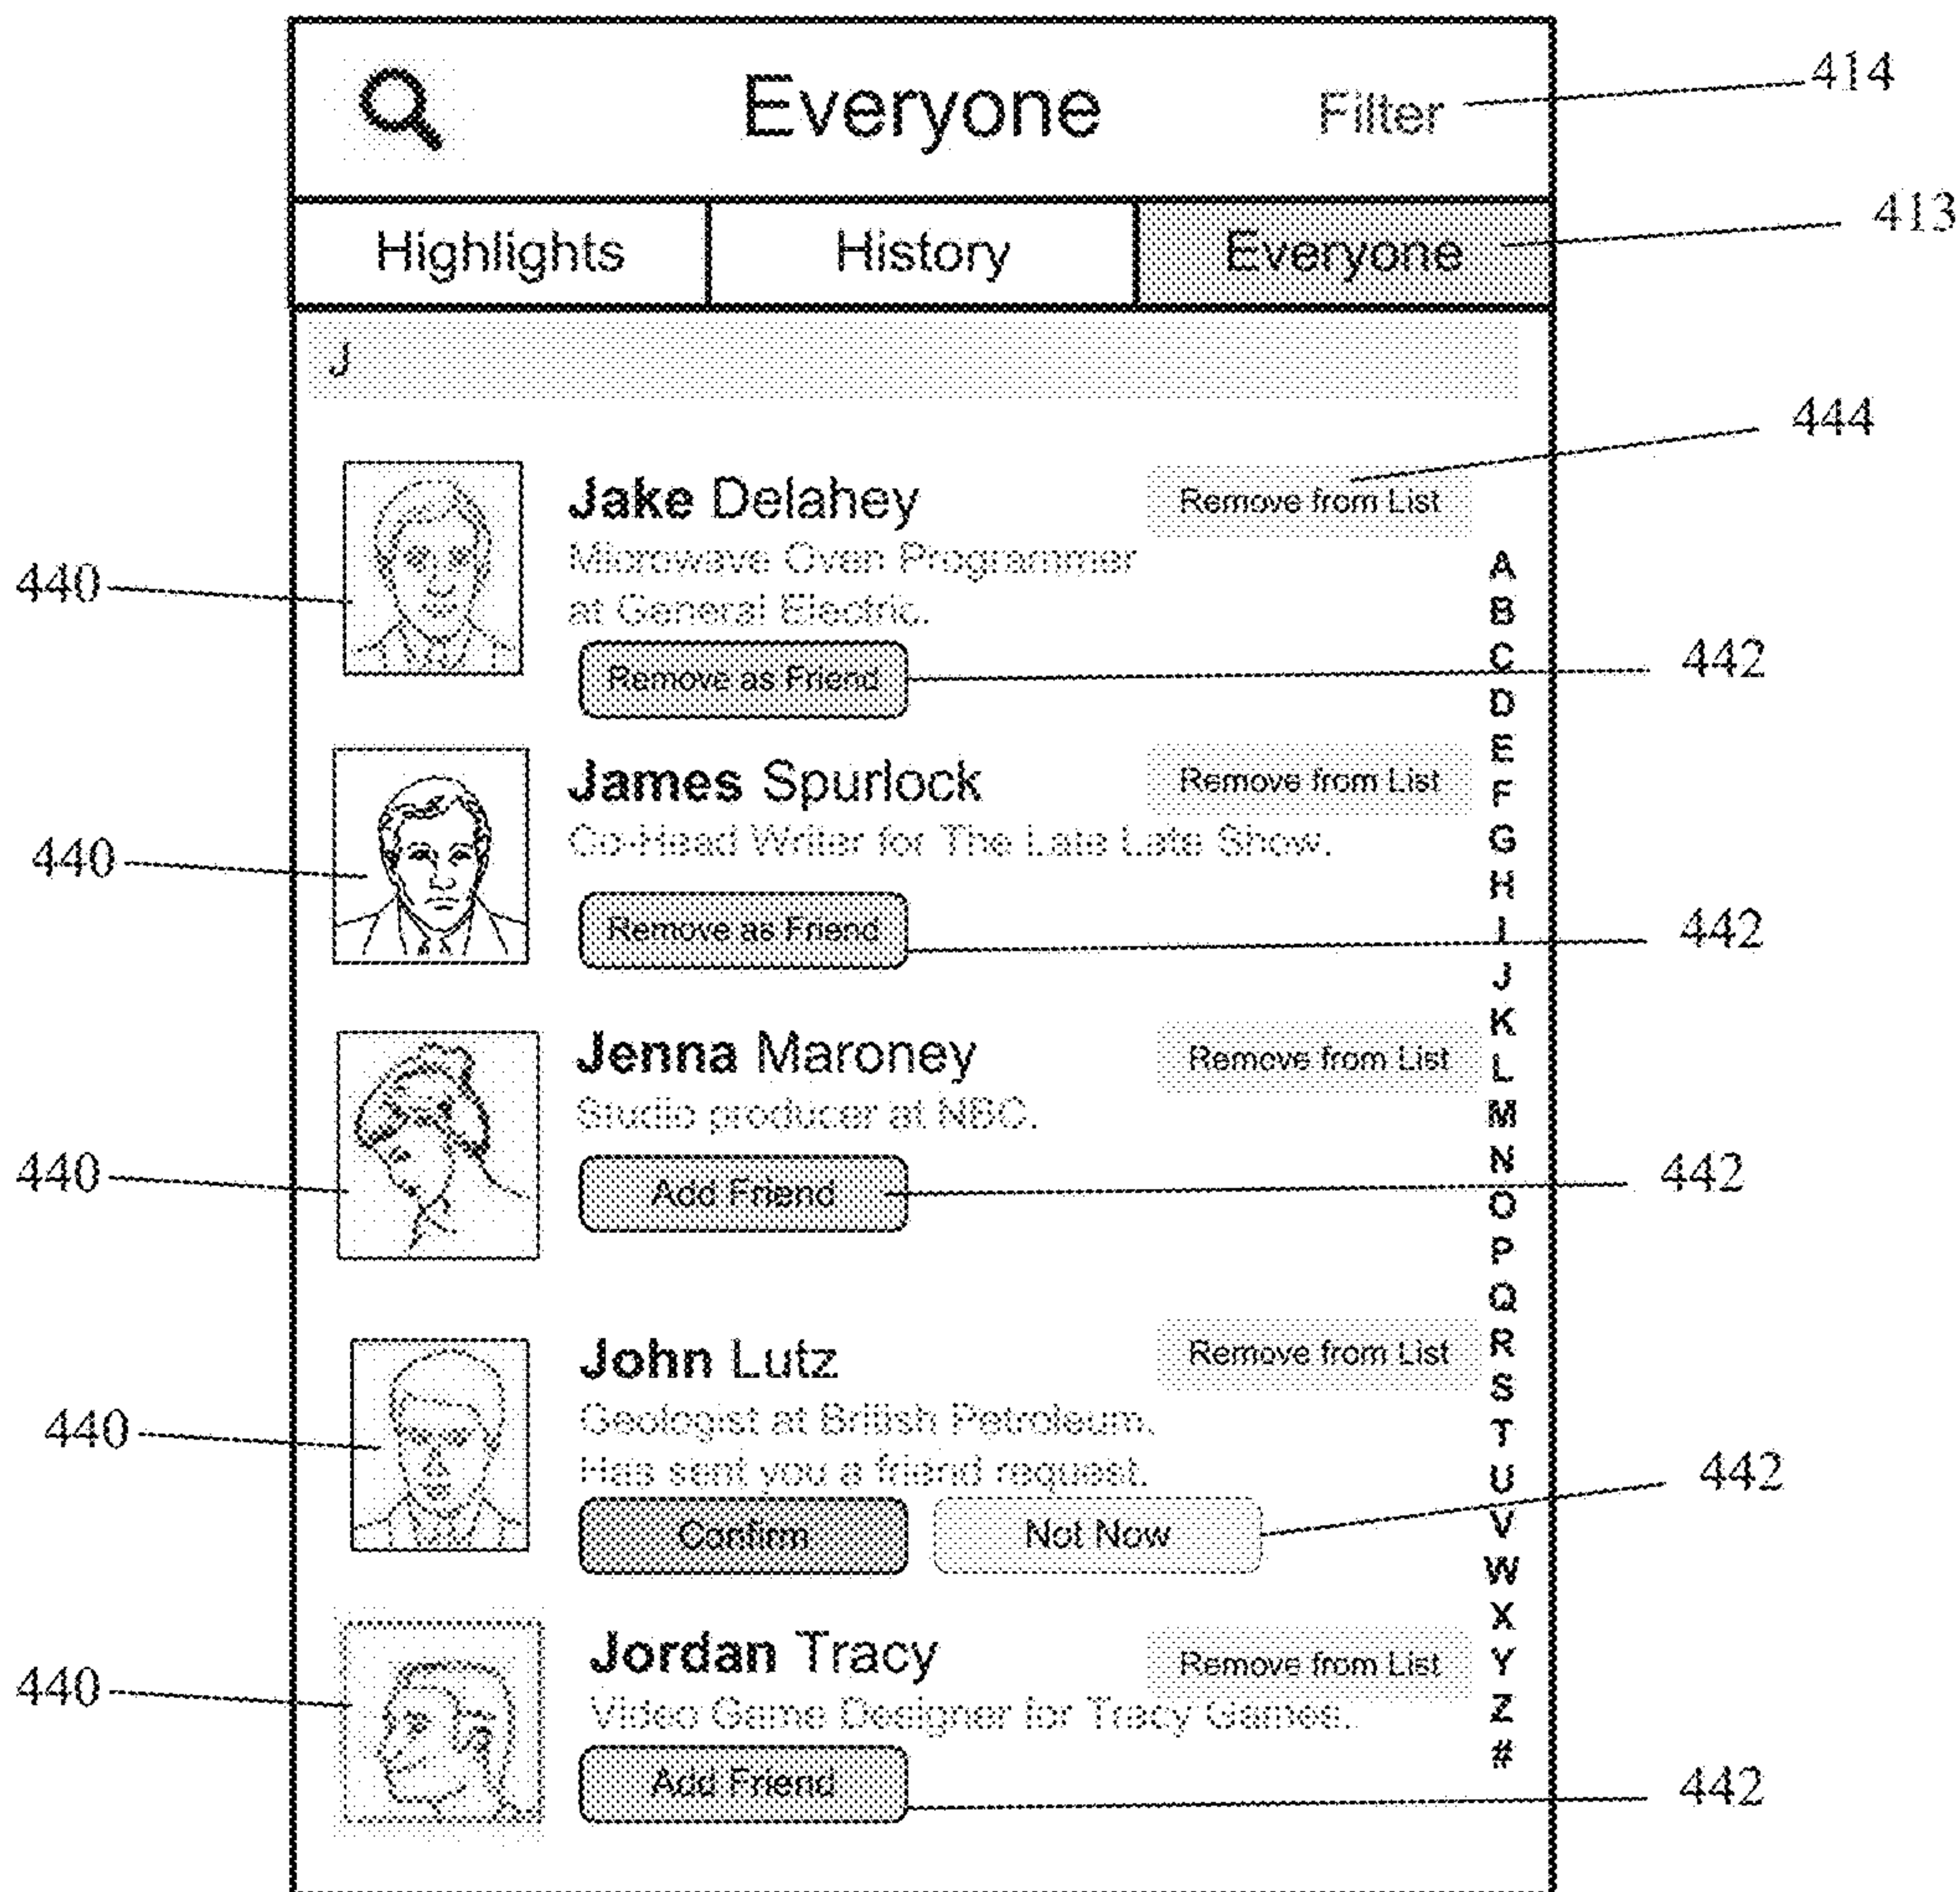 Everyone
Filter
414
Highlights
History
Everyone
413
J
444
Jake Delahey
Remove from List
Microwave Oven Programmer
at General Electric.
440
Remove as Friend
442
James Spurlock
Remove from List
Co-Head Writer for The Late Late Show.
440
Remove as Friend
442
Jenna Maroney
Remove from List
Studio producer at NBC.
440
Add Friend
442
John Lutz
Remove from List
Geologist at British Petroleum.
Has sent you a friend request.
440
Confirm
Not Now
442
Jordan Tracy
Remove from List
Video Game Designer for Tracy Games..
440
Add Friend
442
A
B
C
D
E
F
G
H
I
J
K
L
M
N
O
P
Q
R
S
T
U
V
W
X
Y
Z
#